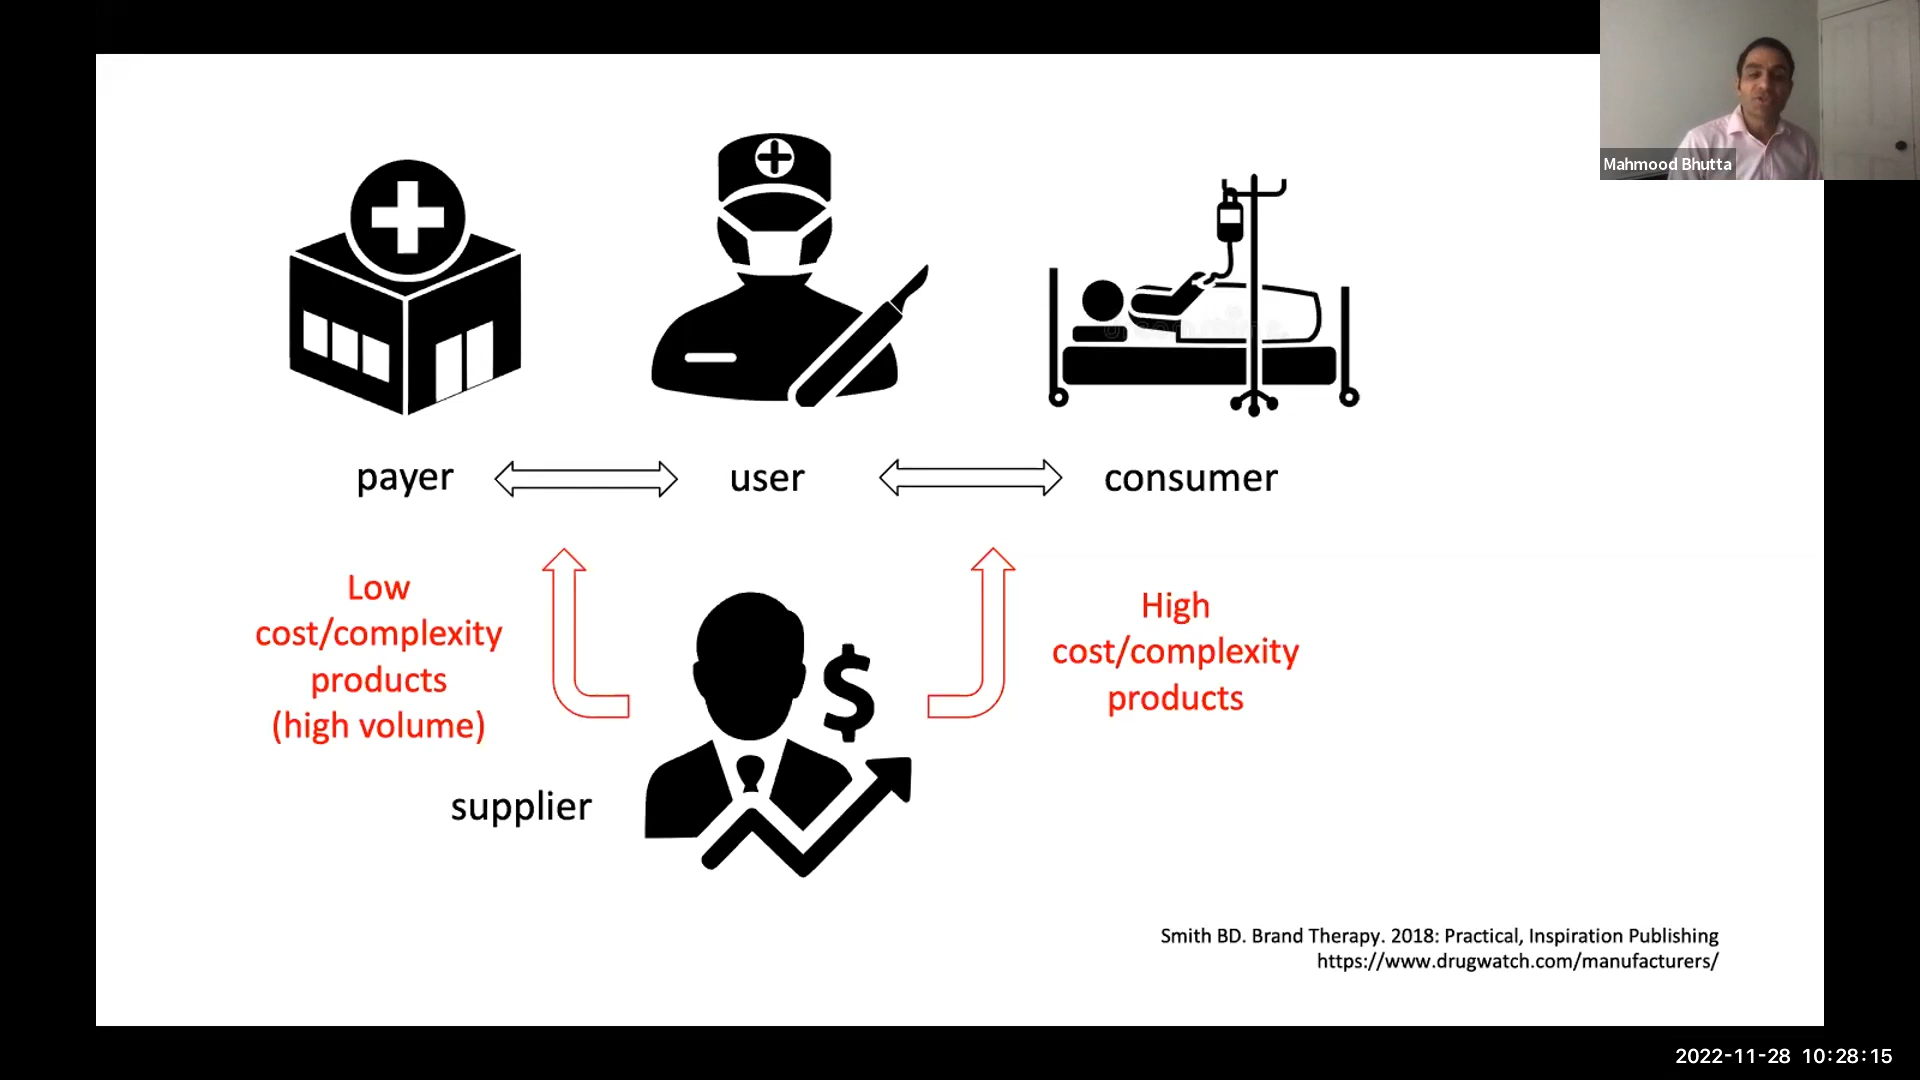 Mahmood Bhutta
payer
user
consumer
Low
cost/complexity
products
(high volume)
High
cost/complexity
products
$
supplier
Smith BD. Brand Therapy. 2018: Practical, Inspiration Publishing
https://www.drugwatch.com/manufacturers/
2022-11-28 10:28:15